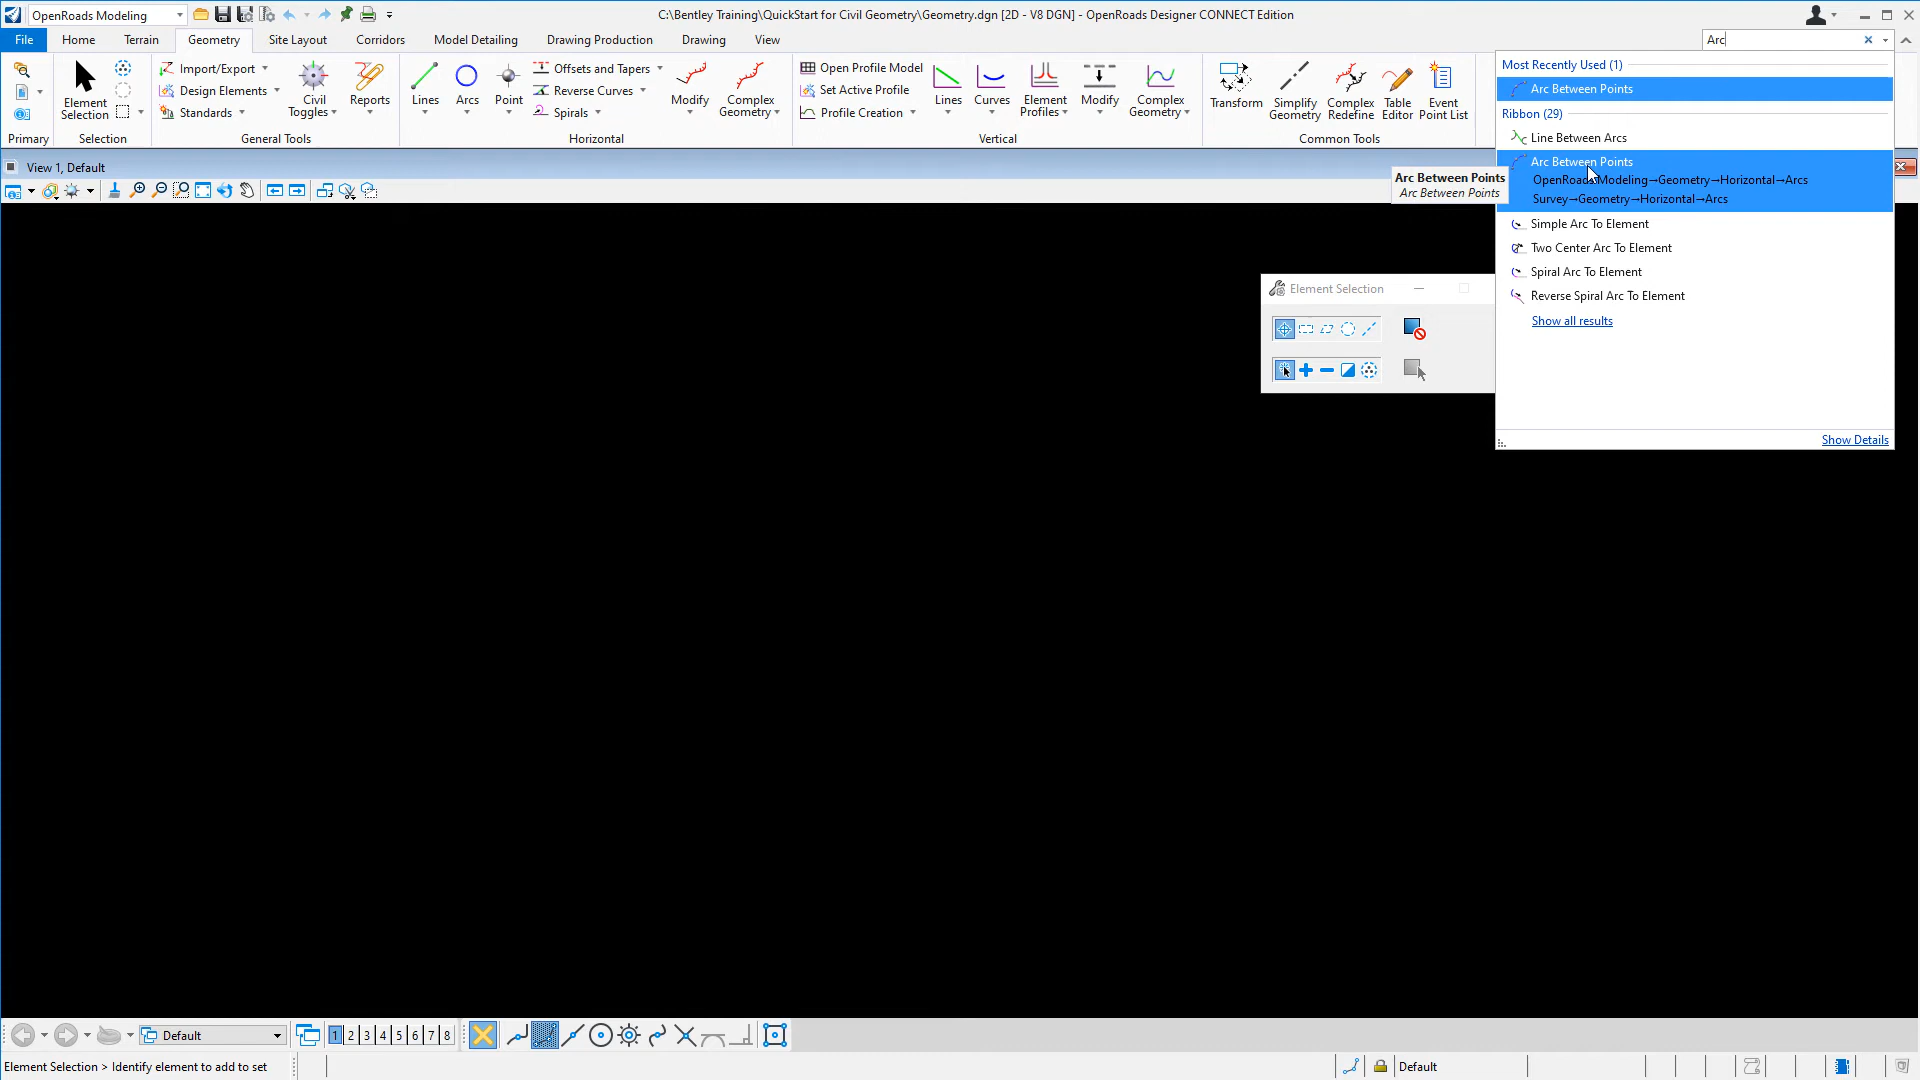 OpenRoads Modeling
C:\Bentley Training\QuickStart for Civil Geometry\Geometry.dgn [2D - V8 DGN] - OpenRoads Designer CONNECT Edition
File Home Terrain Geometry Site Layout Corridors Model Detailing Drawing Production Drawing View
Arc
Most Recently Used (1)
Arc Between Points
Ribbon (29)
Line Between Arcs
Arc Between Points
OpenRoads Modeling→Geometry→Horizontal→Arcs
Survey→Geometry→Horizontal→Arcs
Simple Arc To Element
Two Center Arc To Element
Spiral Arc To Element
Reverse Spiral Arc To Element
Show all results
Show Details
Primary
Element
Selection
Selection
Import/Export
Design Elements
Standards
Civil
Toggles
Reports
General Tools
Lines
Arcs
Point
Offsets and Tapers
Reverse Curves
Spirals
Modify
Complex
Geometry
Horizontal
Open Profile Model
Set Active Profile
Profile Creation
Lines
Curves
Element
Profiles
Modify
Complex
Geometry
Vertical
Transform
Simplify
Geometry
Complex
Redefine
Table
Editor
Event
Point List
Common Tools
View 1, Default
Arc Between Points
Arc Between Points
Element Selection
Default
1 2 3 4 5 6 7 8
Element Selection > Identify element to add to set
Default